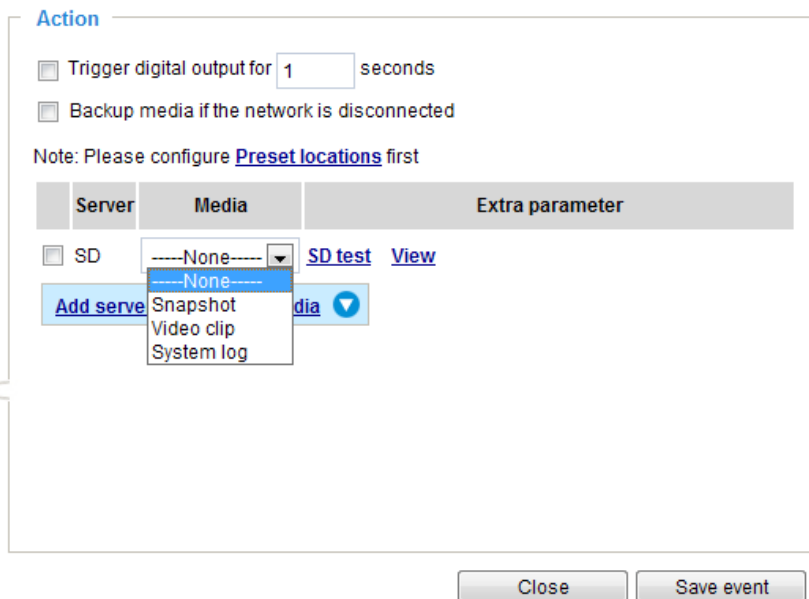 Action
Trigger digital output for 1 seconds
Backup media if the network is disconnected
Note: Please configure Preset locations first
Server Media Extra parameter
SD -----None----- SD test View
-----None-----
Snapshot
Video clip
System log
Add serve dia
Close Save event